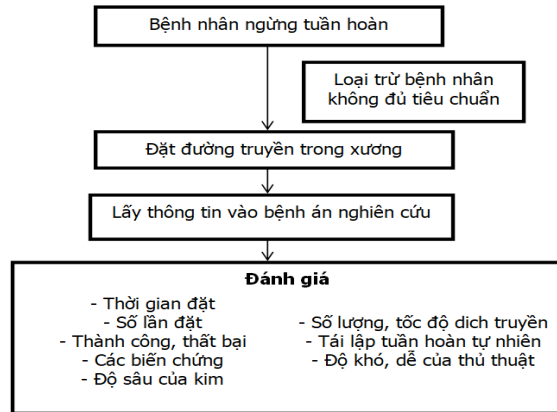 Bệnh nhân ngừng tuần hoàn
Loại trừ bệnh nhân
không đủ tiêu chuẩn
Đặt đường truyền trong xương
Lấy thông tin vào bệnh án nghiên cứu
Đánh giá
- Thời gian đặt
- Số lần đặt
- Thành công, thất bại
- Các biến chứng
- Độ sâu của kim
- Số lượng, tốc độ dich truyền
- Tái lập tuần hoàn tự nhiên
- Độ khó, dễ của thủ thuật